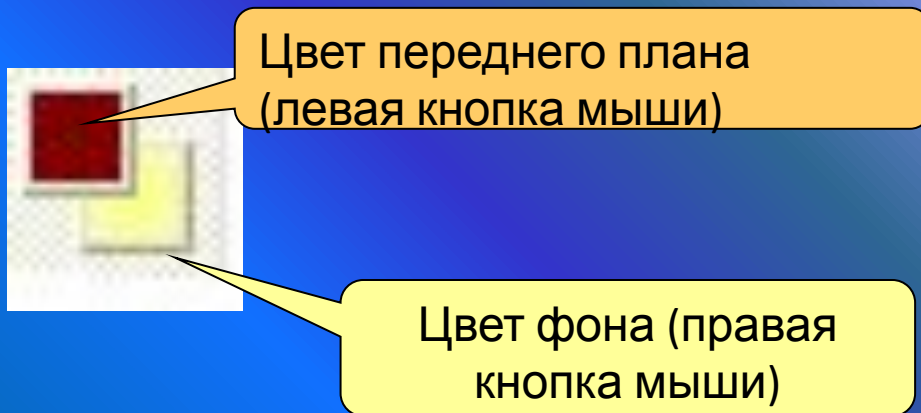 Цвет переднего плана
(левая кнопка мыши)
Цвет фона (правая
кнопка мыши)